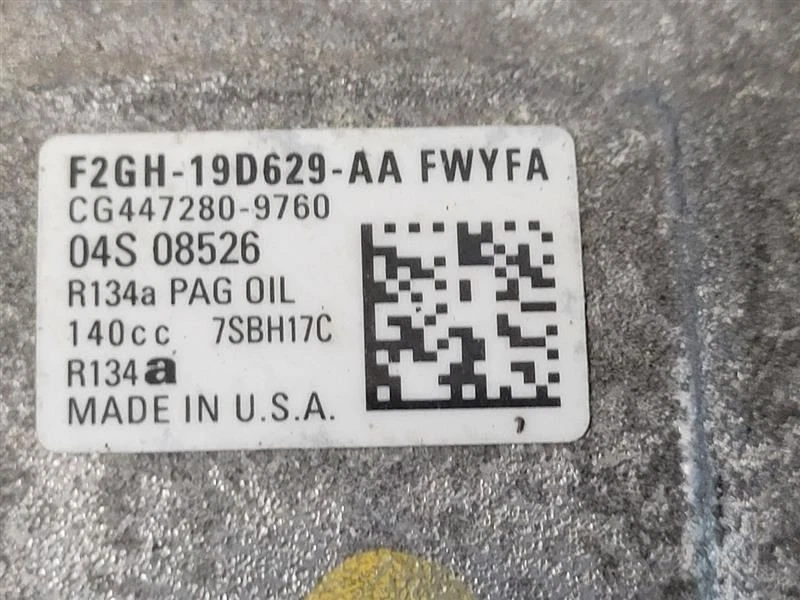 F2GH-19D629-AA FWYFA
CG447280-9760
04S 08526
R134a PAG OIL
140cc 7SBH17C
R134a
MADE IN U.S.A.